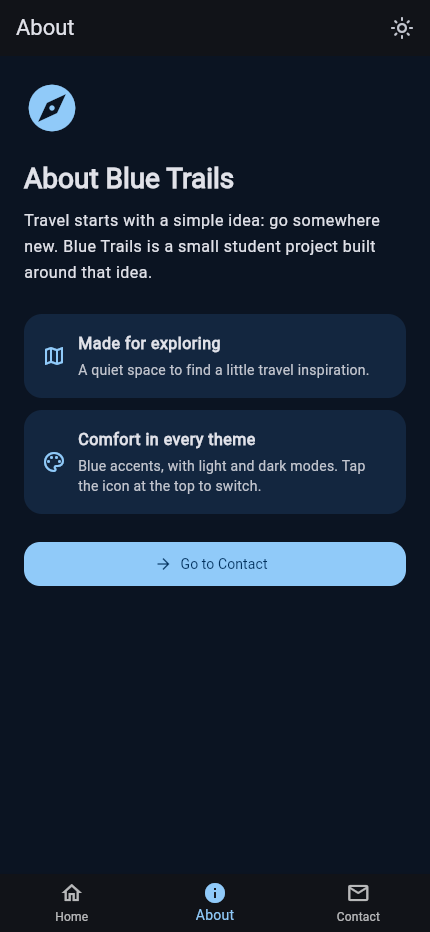 About
About Blue Trails
Travel starts with a simple idea: go somewhere
new. Blue Trails is a small student project built
around that idea.
Made for exploring
A quiet space to find a little travel inspiration.
Comfort in every theme
Blue accents, with light and dark modes. Tap
the icon at the top to switch.
Go to Contact
Home
About
Contact